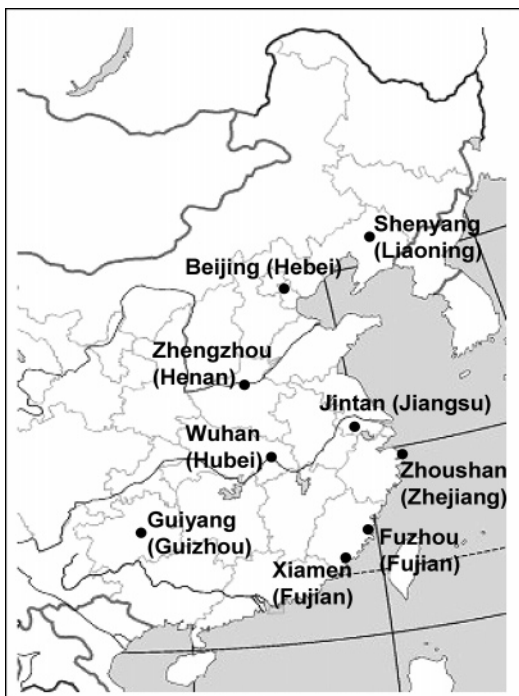 Shenyang
(Liaoning)
Beijing (Hebei)
Zhengzhou
(Henan)
Jintan (Jiangsu)
Wuhan
(Hubei)
Zhoushan
(Zhejiang)
Guiyang
(Guizhou)
Fuzhou
(Fujian)
Xiamen
(Fujian)